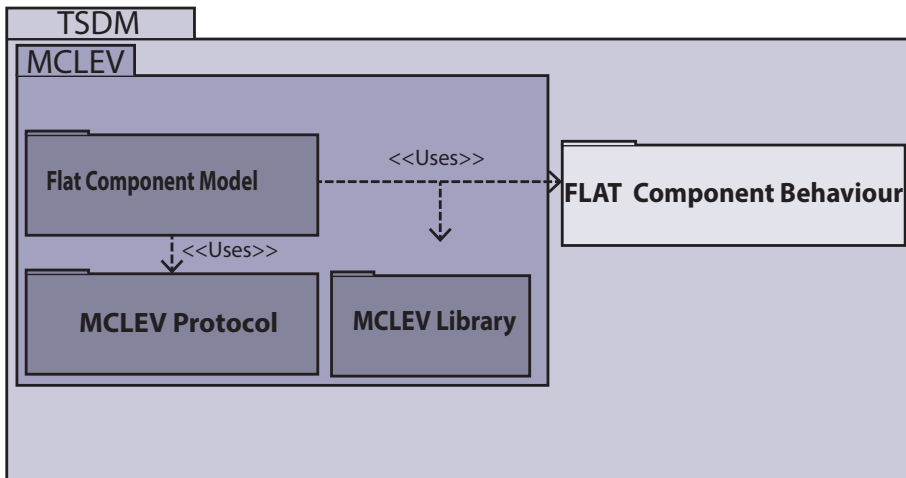 TSDM
MCLEV
Flat Component Model
<<Uses>>
FLAT Component Behaviour
<<Uses>>
MCLEV Protocol
MCLEV Library